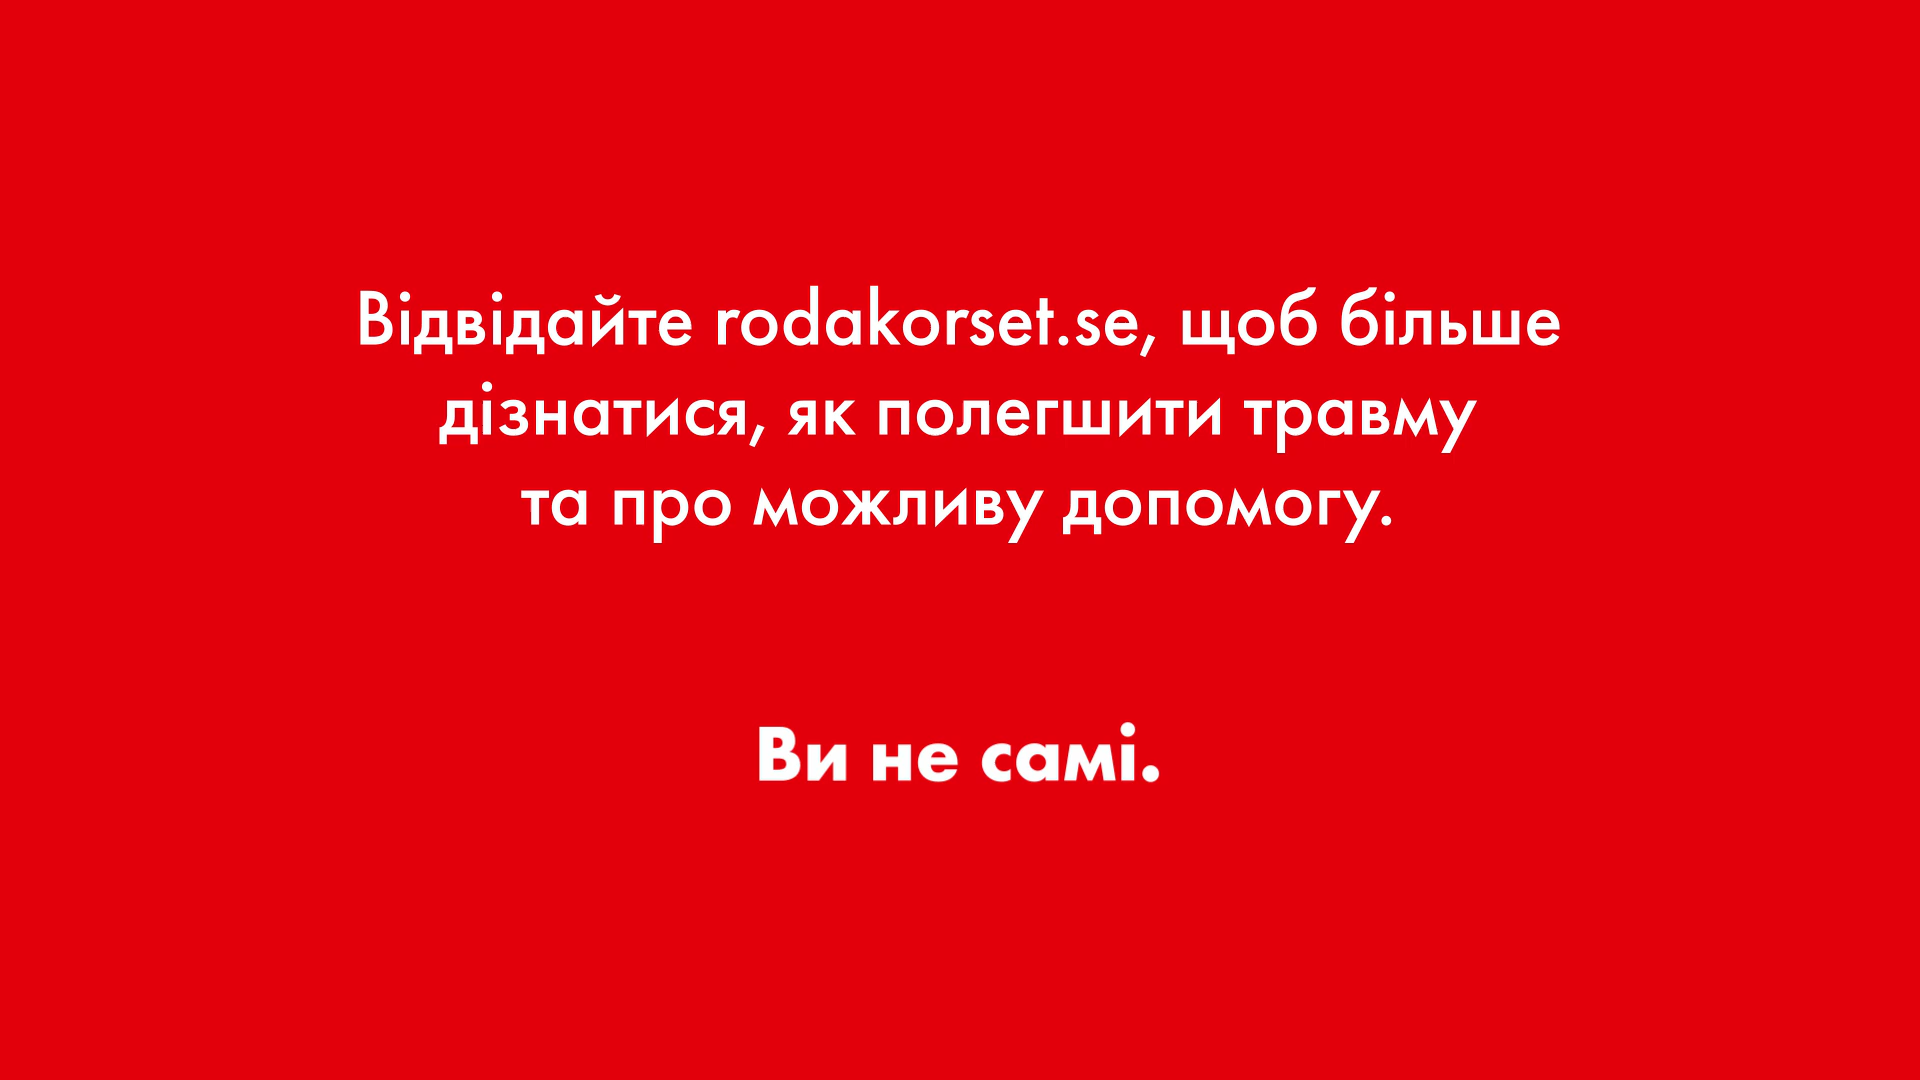 Відвідайте rodakorset.se, щоб більше
дізнатися, як полегшити травму
та про можливу допомогу.
Ви не самі.